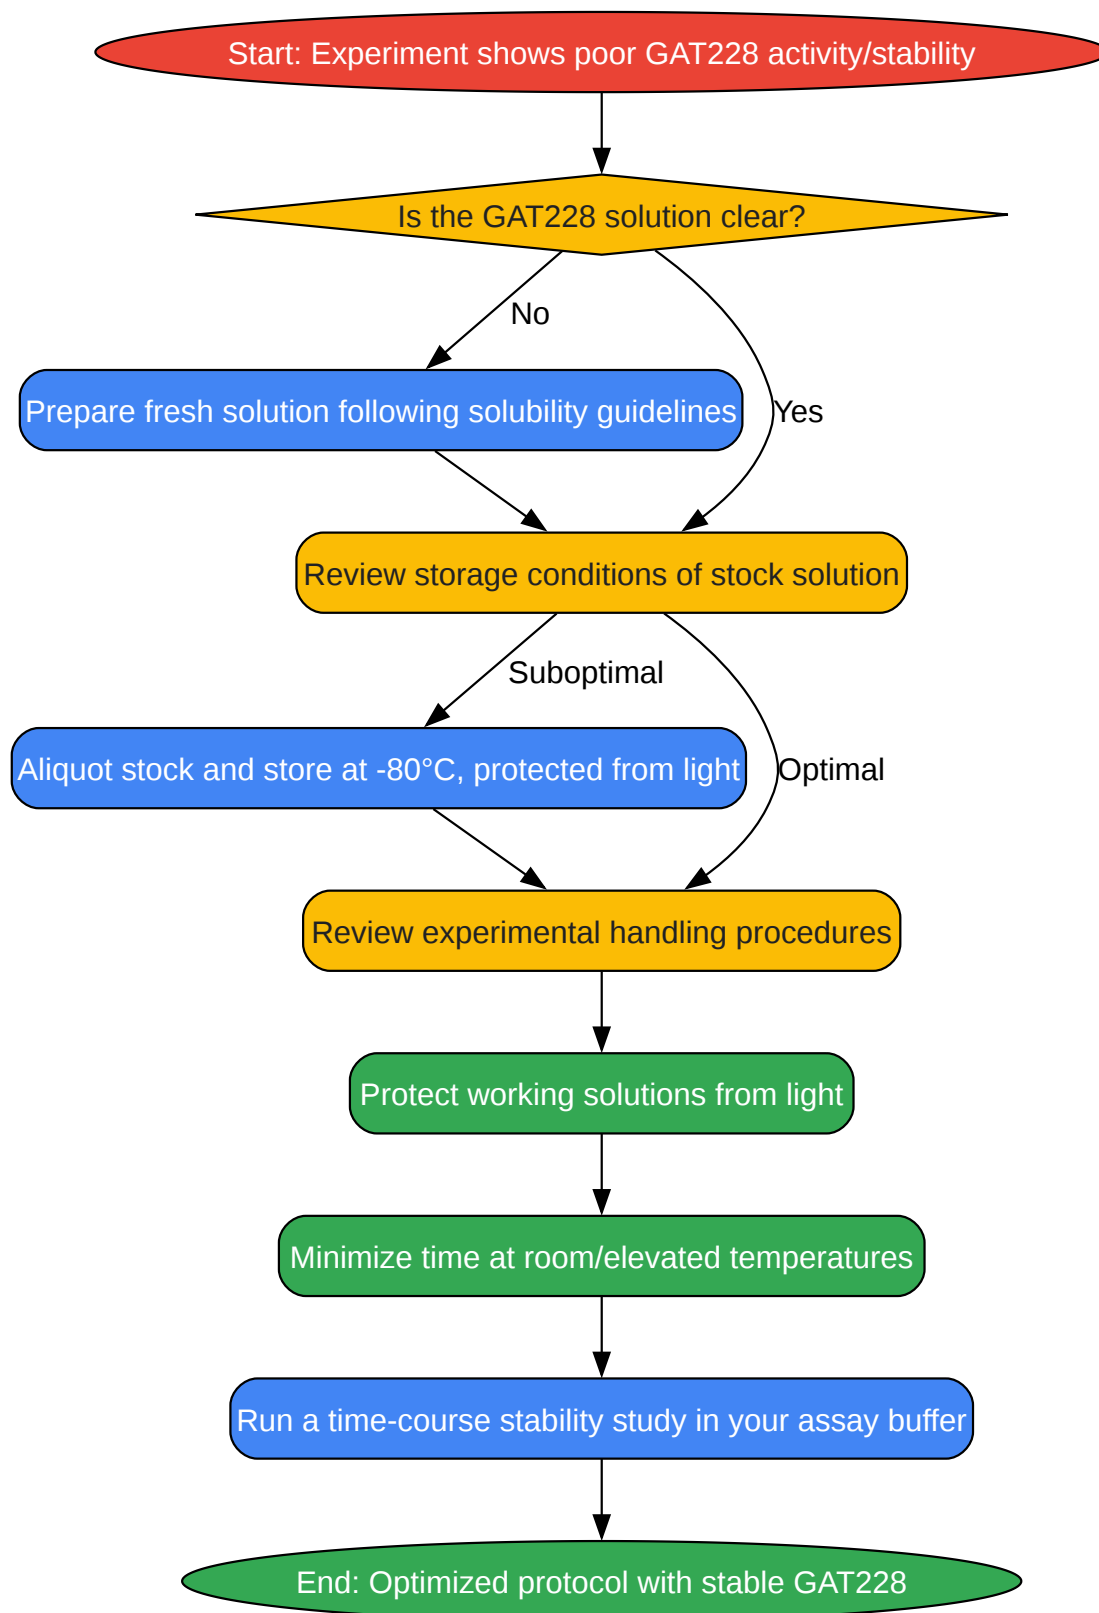 Start: Experiment shows poor GAT228 activity/stability
Is the GAT228 solution clear?
No
Prepare fresh solution following solubility guidelines
Yes
Review storage conditions of stock solution
Suboptimal
Aliquot stock and store at -80°C, protected from light
Optimal
Review experimental handling procedures
Protect working solutions from light
Minimize time at room/elevated temperatures
Run a time-course stability study in your assay buffer
End: Optimized protocol with stable GAT228